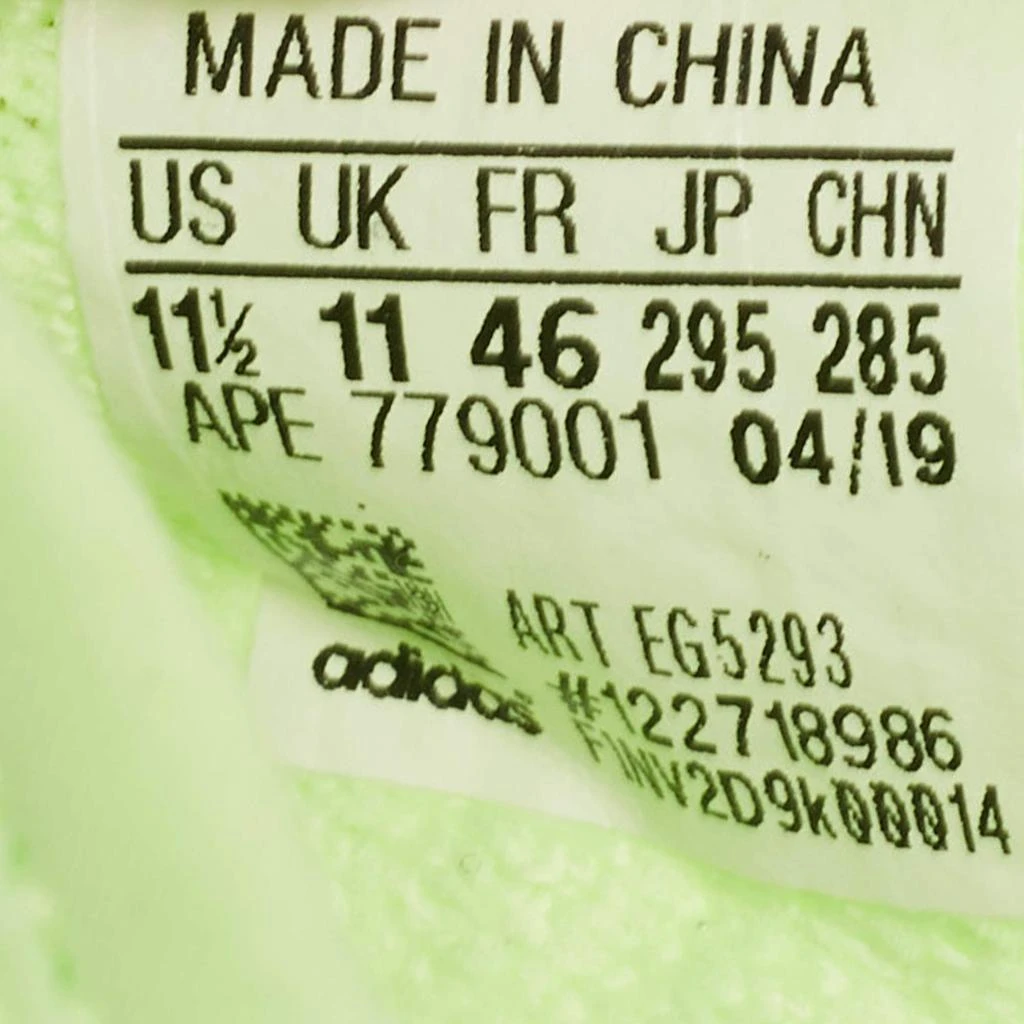 MADE IN CHINA
US UK FR JP CHN
11½ 11 46 295 285
APE 779001 04/19
ART EG5293
adidas #122718986